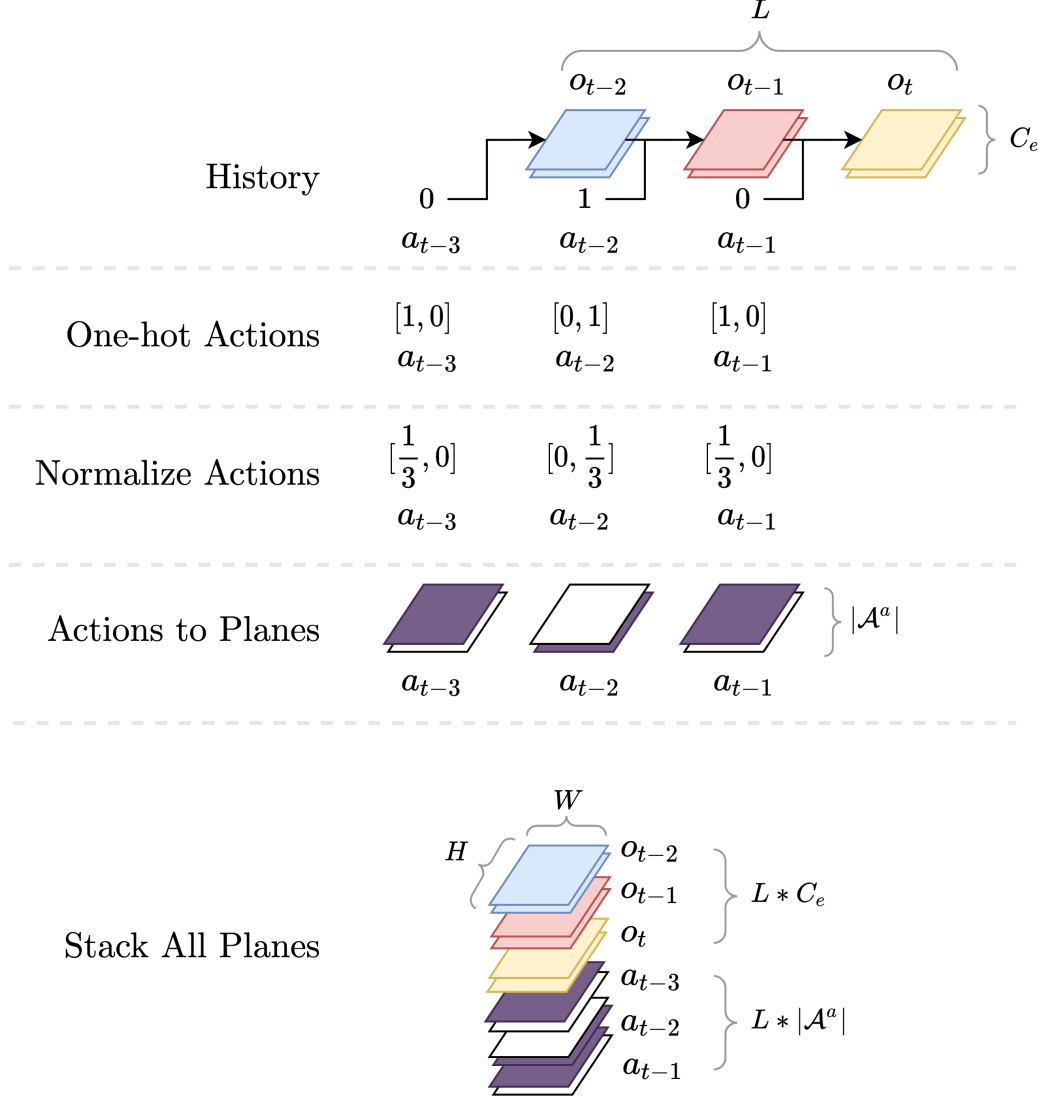 L
o_{t−2} o_{t−1} o_t
C_e
History
0 1 0
a_{t−3} a_{t−2} a_{t−1}
One-hot Actions
[1, 0] [0, 1] [1, 0]
a_{t−3} a_{t−2} a_{t−1}
Normalize Actions
[1/3, 0] [0, 1/3] [1/3, 0]
a_{t−3} a_{t−2} a_{t−1}
Actions to Planes
|𝒜^a|
a_{t−3} a_{t−2} a_{t−1}
Stack All Planes
W
H
o_{t−2}
o_{t−1}
o_t
L ∗ C_e
a_{t−3}
a_{t−2}
a_{t−1}
L ∗ |𝒜^a|